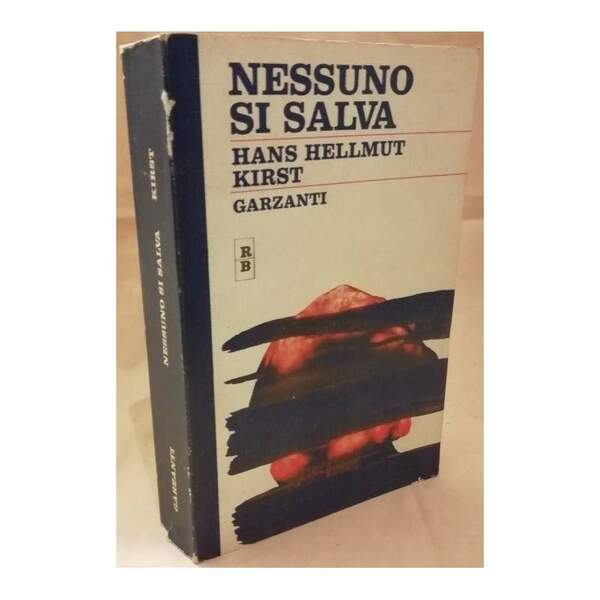 NESSUNO
SI SALVA
HANS HELLMUT
KIRST
GARZANTI
R
B
KIRST
NESSUNO SI SALVA
GARZANTI